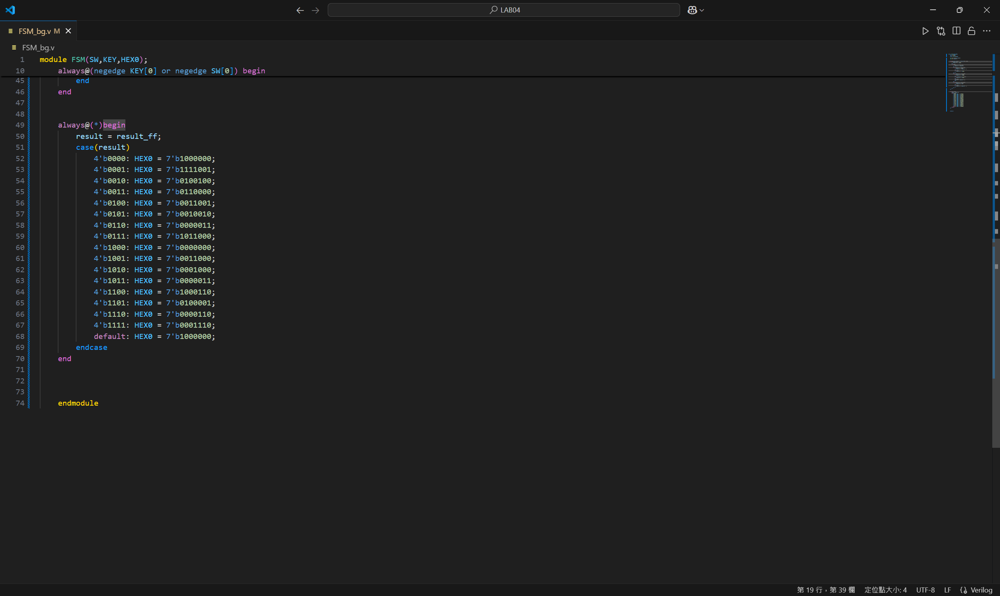 LAB04
FSM_bg.v M
FSM_bg.v
1 module FSM(SW,KEY,HEX0);
10 always@(negedge KEY[0] or negedge SW[0]) begin
45 end
46 end
47
48
49 always@(*)begin
50 result = result_ff;
51 case(result)
52 4'b0000: HEX0 = 7'b1000000;
53 4'b0001: HEX0 = 7'b1111001;
54 4'b0010: HEX0 = 7'b0100100;
55 4'b0011: HEX0 = 7'b0110000;
56 4'b0100: HEX0 = 7'b0011001;
57 4'b0101: HEX0 = 7'b0010010;
58 4'b0110: HEX0 = 7'b0000011;
59 4'b0111: HEX0 = 7'b1011000;
60 4'b1000: HEX0 = 7'b0000000;
61 4'b1001: HEX0 = 7'b0011000;
62 4'b1010: HEX0 = 7'b0001000;
63 4'b1011: HEX0 = 7'b0000011;
64 4'b1100: HEX0 = 7'b1000110;
65 4'b1101: HEX0 = 7'b0100001;
66 4'b1110: HEX0 = 7'b0000110;
67 4'b1111: HEX0 = 7'b0001110;
68 default: HEX0 = 7'b1000000;
69 endcase
70 end
71
72
73
74 endmodule
第 19 行，第 39 欄 定位點大小: 4 UTF-8 LF Verilog